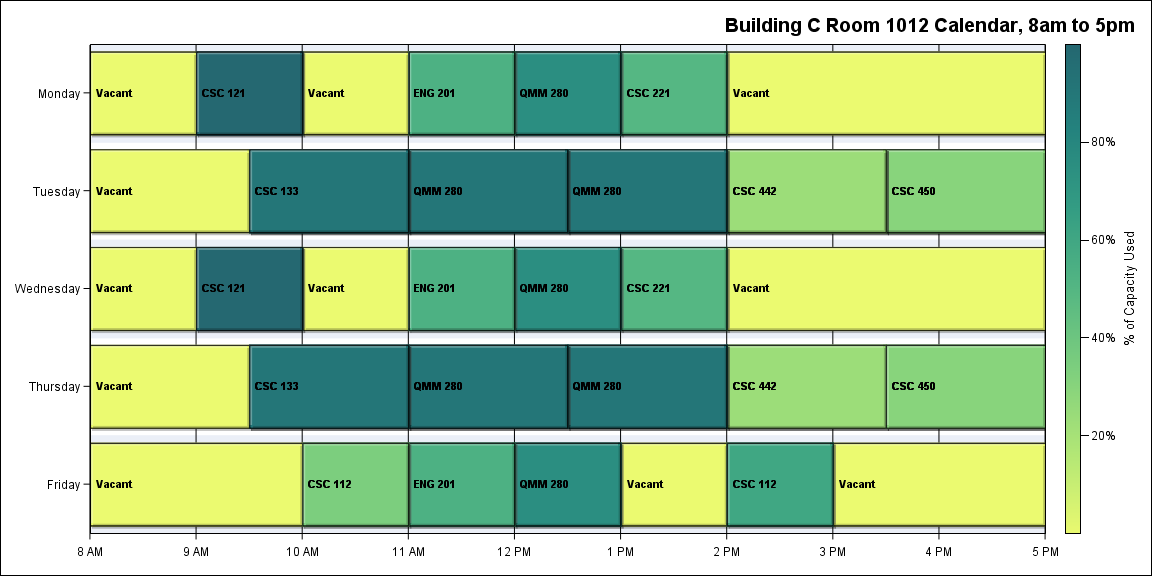 Building C Room 1012 Calendar, 8am to 5pm
Monday
Vacant
CSC 121
Vacant
ENG 201
QMM 280
CSC 221
Vacant
Tuesday
Vacant
CSC 133
QMM 280
QMM 280
CSC 442
CSC 450
Wednesday
Vacant
CSC 121
Vacant
ENG 201
QMM 280
CSC 221
Vacant
Thursday
Vacant
CSC 133
QMM 280
QMM 280
CSC 442
CSC 450
Friday
Vacant
CSC 112
ENG 201
QMM 280
Vacant
CSC 112
Vacant
8 AM
9 AM
10 AM
11 AM
12 PM
1 PM
2 PM
3 PM
4 PM
5 PM
80%
60%
40%
20%
% of Capacity Used